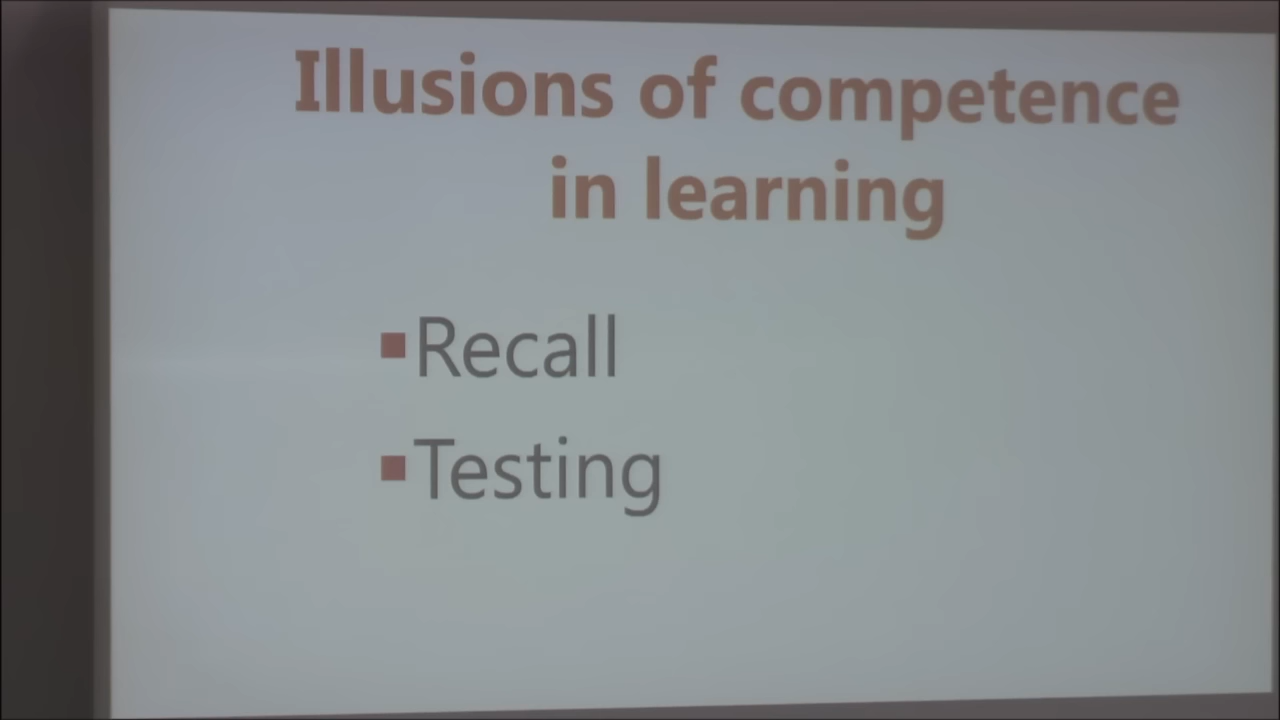 Illusions of competence
in learning
▪Recall
▪Testing